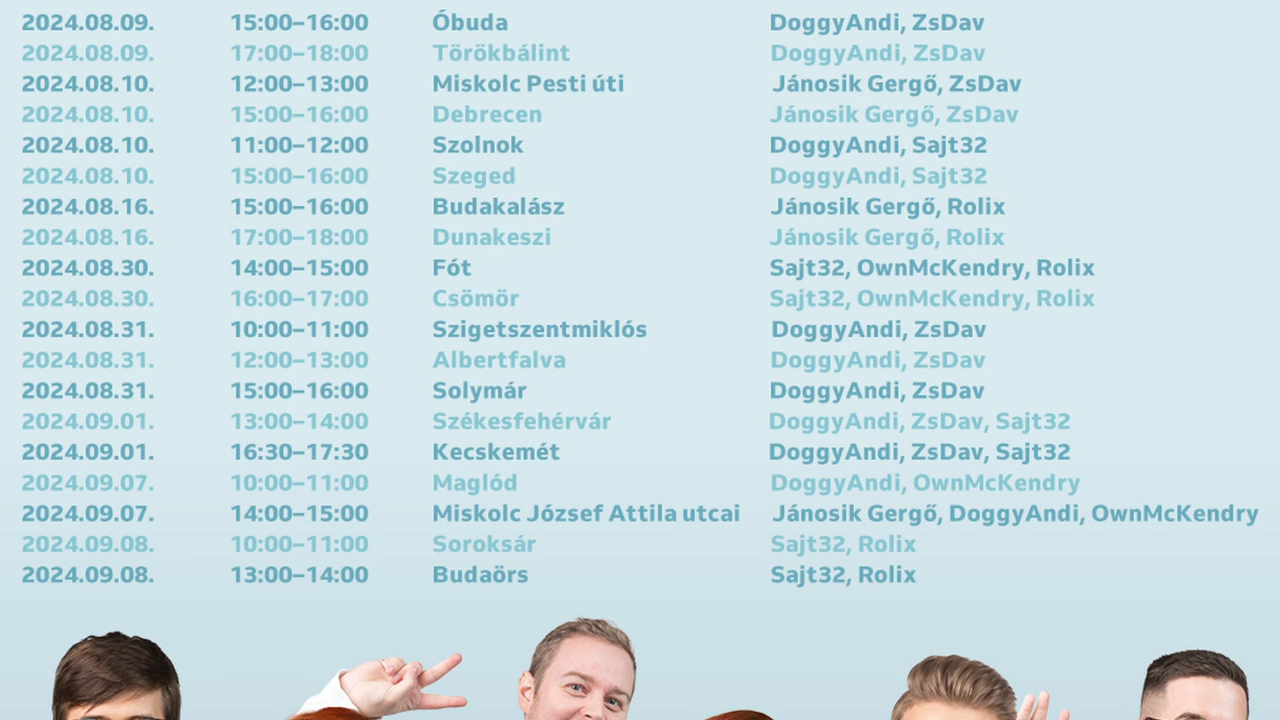 2024.08.09. 15:00–16:00 Óbuda DoggyAndi, ZsDav
2024.08.09. 17:00–18:00 Törökbálint DoggyAndi, ZsDav
2024.08.10. 12:00–13:00 Miskolc Pesti úti Jánosik Gergő, ZsDav
2024.08.10. 15:00–16:00 Debrecen Jánosik Gergő, ZsDav
2024.08.10. 11:00–12:00 Szolnok DoggyAndi, Sajt32
2024.08.10. 15:00–16:00 Szeged DoggyAndi, Sajt32
2024.08.16. 15:00–16:00 Budakalász Jánosik Gergő, Rolix
2024.08.16. 17:00–18:00 Dunakeszi Jánosik Gergő, Rolix
2024.08.30. 14:00–15:00 Fót Sajt32, OwnMcKendry, Rolix
2024.08.30. 16:00–17:00 Csömör Sajt32, OwnMcKendry, Rolix
2024.08.31. 10:00–11:00 Szigetszentmiklós DoggyAndi, ZsDav
2024.08.31. 12:00–13:00 Albertfalva DoggyAndi, ZsDav
2024.08.31. 15:00–16:00 Solymár DoggyAndi, ZsDav
2024.09.01. 13:00–14:00 Székesfehérvár DoggyAndi, ZsDav, Sajt32
2024.09.01. 16:30–17:30 Kecskemét DoggyAndi, ZsDav, Sajt32
2024.09.07. 10:00–11:00 Maglód DoggyAndi, OwnMcKendry
2024.09.07. 14:00–15:00 Miskolc József Attila utcai Jánosik Gergő, DoggyAndi, OwnMcKendry
2024.09.08. 10:00–11:00 Soroksár Sajt32, Rolix
2024.09.08. 13:00–14:00 Budaörs Sajt32, Rolix